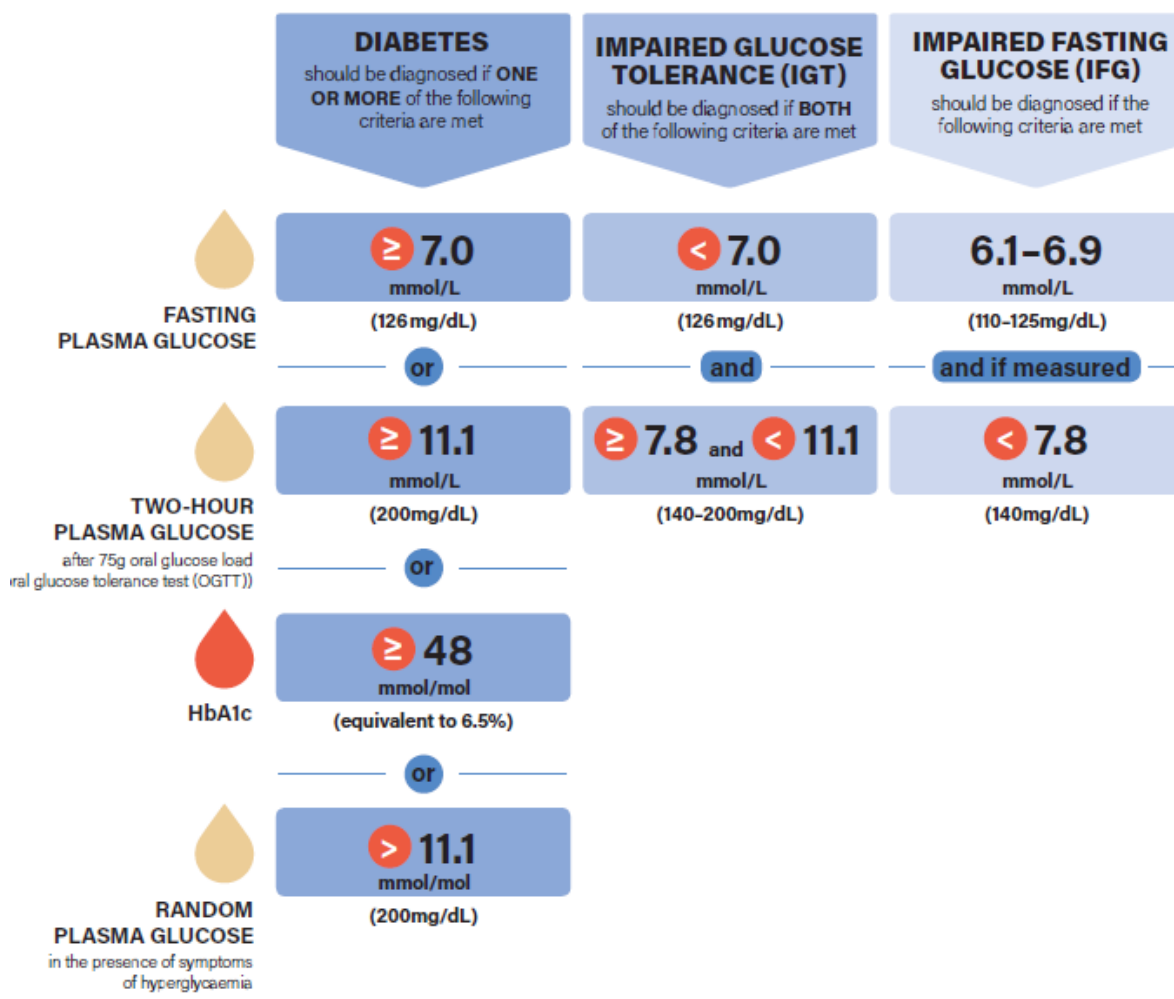 DIABETES
should be diagnosed if ONE
OR MORE of the following
criteria are met
IMPAIRED GLUCOSE
TOLERANCE (IGT)
should be diagnosed if BOTH
of the following criteria are met
IMPAIRED FASTING
GLUCOSE (IFG)
should be diagnosed if the
following criteria are met
FASTING
PLASMA GLUCOSE
≥ 7.0
mmol/L
(126mg/dL)
< 7.0
mmol/L
(126mg/dL)
6.1–6.9
mmol/L
(110–125mg/dL)
or
and
and if measured
TWO-HOUR
PLASMA GLUCOSE
after 75g oral glucose load
ral glucose tolerance test (OGTT))
≥ 11.1
mmol/L
(200mg/dL)
≥ 7.8 and < 11.1
mmol/L
(140–200mg/dL)
< 7.8
mmol/L
(140mg/dL)
or
HbA1c
≥ 48
mmol/mol
(equivalent to 6.5%)
or
RANDOM
PLASMA GLUCOSE
in the presence of symptoms
of hyperglycaemia
> 11.1
mmol/mol
(200mg/dL)